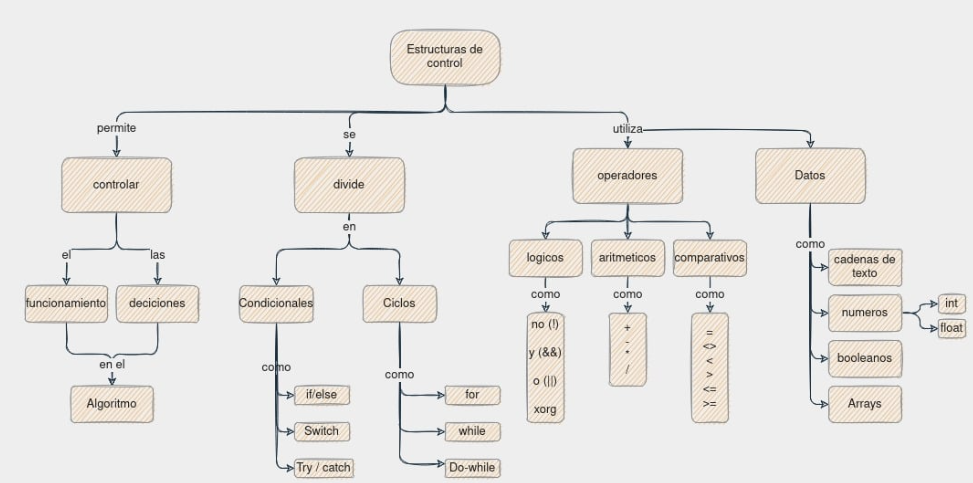 Estructuras de
control
permite
se
utiliza
controlar
divide
operadores
Datos
el
las
en
como
funcionamiento
deciciones
Condicionales
Ciclos
logicos
aritmeticos
comparativos
cadenas de
texto
numeros
int
float
booleanos
Arrays
en el
Algoritmo
como
if/else
Switch
Try / catch
como
for
while
Do-while
como
no (!)
y (&&)
o (||)
xorg
como
+
-
*
/
como
=
<>
<
>
<=
>=